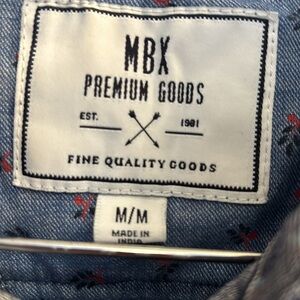 MBX
PREMIUM GOODS
EST. 1981
FINE QUALITY GOODS
M/M
MADE IN
INDIA